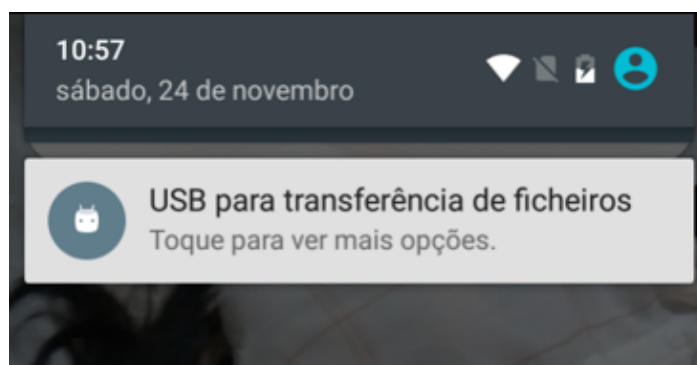 10:57
sábado, 24 de novembro
USB para transferência de ficheiros
Toque para ver mais opções.